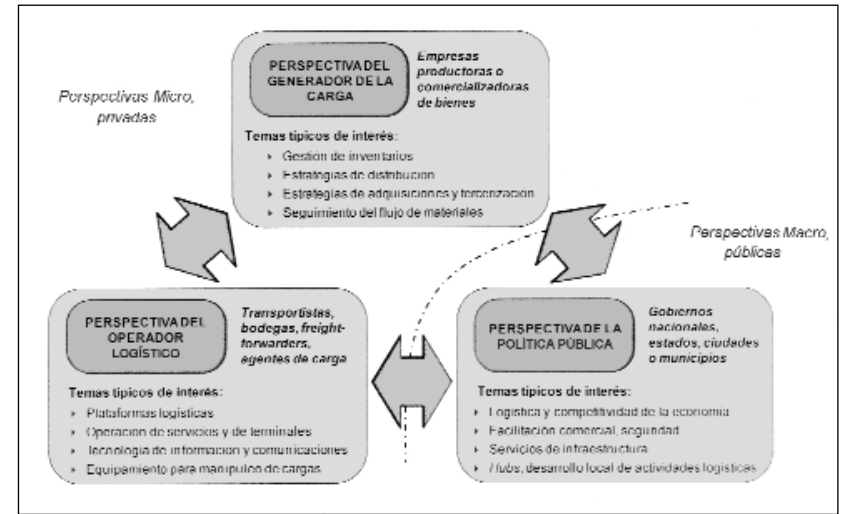 PERSPECTIVA DEL
GENERADOR DE LA
CARGA
Empresas
productoras o
comercializadoras
de bienes
Temas típicos de interés:
Gestión de inventarios
Estrategias de distribución
Estrategias de adquisiciones y tercerización
Seguimiento del flujo de materiales
Perspectivas Micro,
privadas
Perspectivas Macro,
públicas
PERSPECTIVA DEL
OPERADOR
LOGÍSTICO
Transportistas,
bodegas, freight-
forwarders,
agentes de carga
Temas típicos de interés:
Plataformas logísticas
Operación de servicios y de terminales
Tecnología de información y comunicaciones
Equipamiento para manipuleo de cargas
PERSPECTIVA DE LA
POLÍTICA PÚBLICA
Gobiernos
nacionales,
estados, ciudades
o municipios
Temas típicos de interés:
Logística y competitividad de la economía
Facilitación comercial, seguridad
Servicios de infraestructura
Hubs, desarrollo local de actividades logísticas